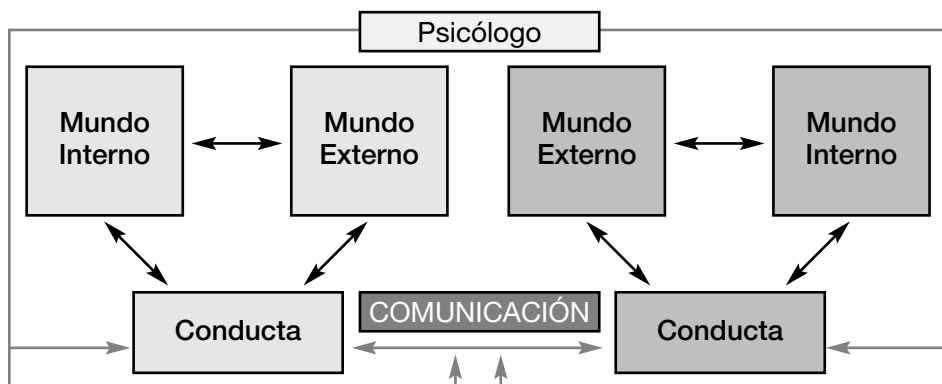 Psicólogo
Mundo
Interno
Mundo
Externo
Mundo
Externo
Mundo
Interno
Conducta
COMUNICACIÓN
Conducta